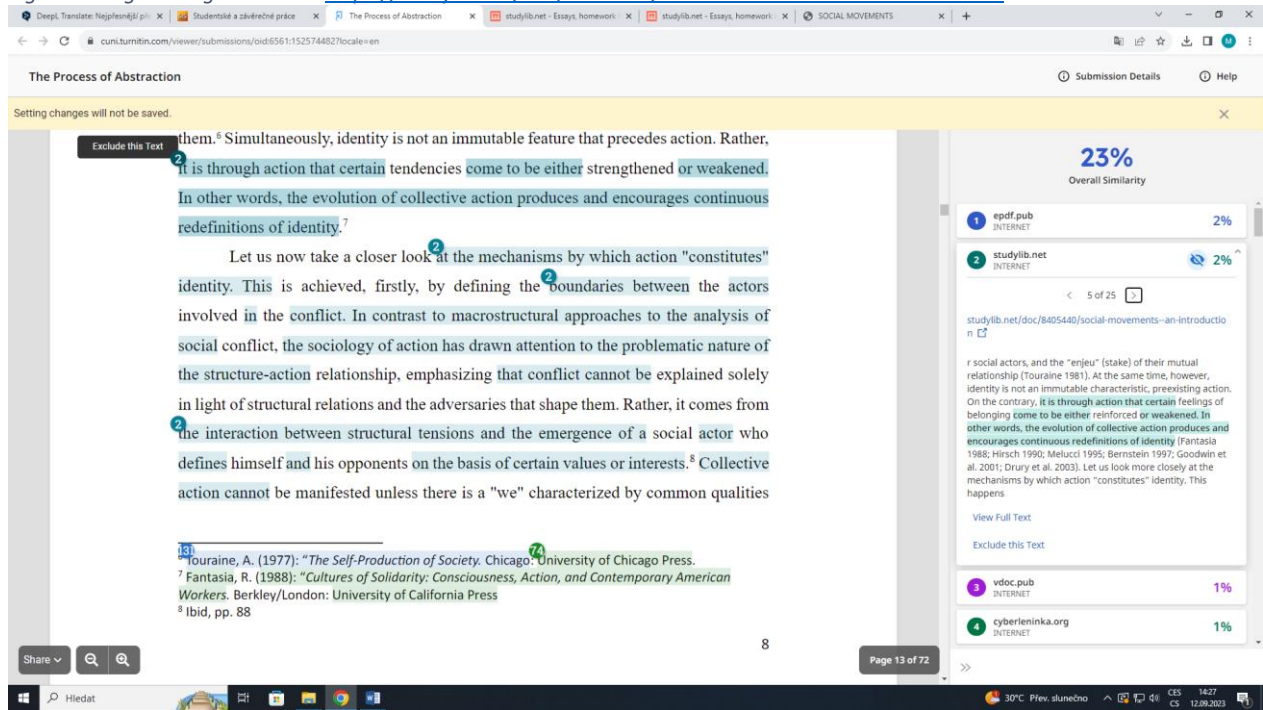 DeepL Translate: Nejpřesnější př
Studentské a závěrečné práce
The Process of Abstraction
studylib.net - Essays, homework
studylib.net - Essays, homework
SOCIAL MOVEMENTS
cuni.turnitin.com/viewer/submissions/oid:6561:152574482?locale=en
The Process of Abstraction
Submission Details
Help
Setting changes will not be saved.
Exclude this Text
them.6 Simultaneously, identity is not an immutable feature that precedes action. Rather,
2
it is through action that certain tendencies come to be either strengthened or weakened.
In other words, the evolution of collective action produces and encourages continuous
redefinitions of identity.7
2
Let us now take a closer look at the mechanisms by which action "constitutes"
2
identity. This is achieved, firstly, by defining the boundaries between the actors
involved in the conflict. In contrast to macrostructural approaches to the analysis of
social conflict, the sociology of action has drawn attention to the problematic nature of
the structure-action relationship, emphasizing that conflict cannot be explained solely
in light of structural relations and the adversaries that shape them. Rather, it comes from
2
the interaction between structural tensions and the emergence of a social actor who
defines himself and his opponents on the basis of certain values or interests.8 Collective
action cannot be manifested unless there is a "we" characterized by common qualities
131
74
6 Touraine, A. (1977): "The Self-Production of Society. Chicago: University of Chicago Press.
7 Fantasia, R. (1988): "Cultures of Solidarity: Consciousness, Action, and Contemporary American
Workers. Berkley/London: University of California Press
8 Ibid, pp. 88
8
Share
Page 13 of 72
23%
Overall Similarity
1 epdf.pub 2%
INTERNET
2 studylib.net 2%
INTERNET
5 of 25
studylib.net/doc/8405440/social-movements--an-introductio
n
r social actors, and the "enjeu" (stake) of their mutual
relationship (Touraine 1981). At the same time, however,
identity is not an immutable characteristic, preexisting action.
On the contrary, it is through action that certain feelings of
belonging come to be either reinforced or weakened. In
other words, the evolution of collective action produces and
encourages continuous redefinitions of identity (Fantasia
1988; Hirsch 1990; Melucci 1995; Bernstein 1997; Goodwin et
al. 2001; Drury et al. 2003). Let us look more closely at the
mechanisms by which action "constitutes" identity. This
happens
View Full Text
Exclude this Text
3 vdoc.pub 1%
INTERNET
4 cyberleninka.org 1%
INTERNET
Hledat
30°C Přev. slunečno
CES
CS
14:27
12.09.2023